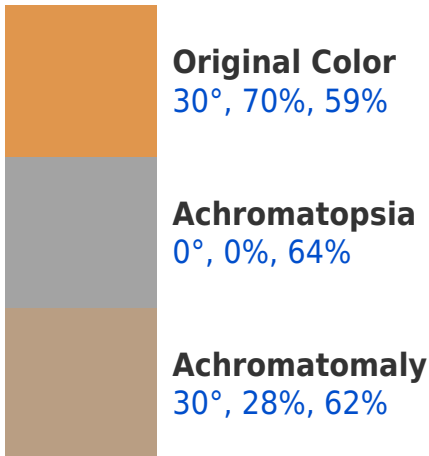 Original Color
30°, 70%, 59%
Achromatopsia
0°, 0%, 64%
Achromatomaly
30°, 28%, 62%